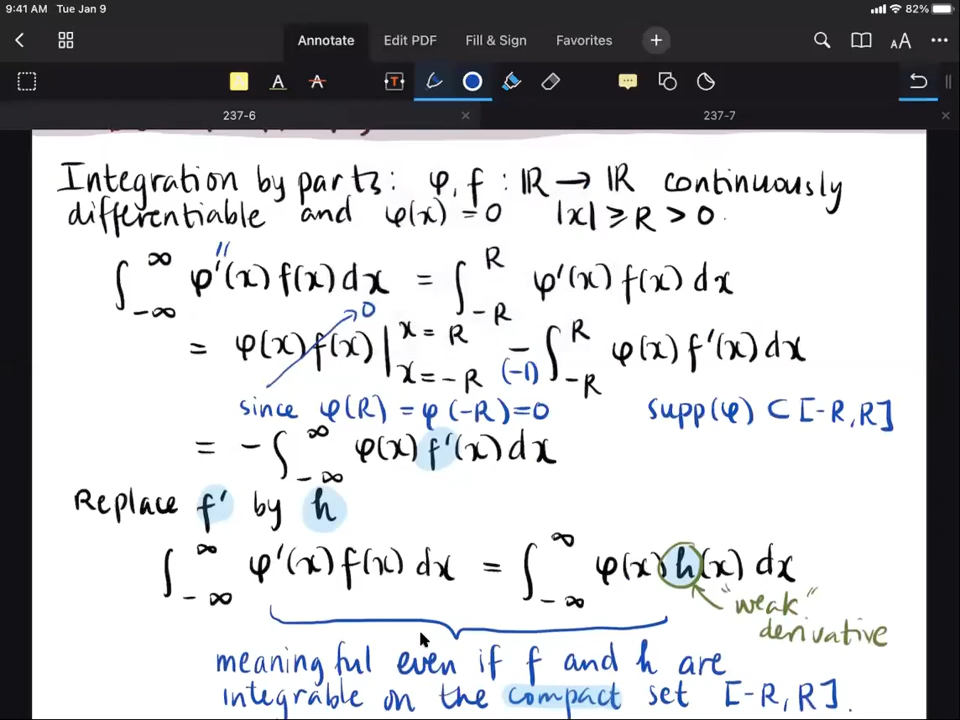 9:41 AM Tue Jan 9
82%
Annotate Edit PDF Fill & Sign Favorites
AA
A A T
237-6 237-7
Integration by parts: φ, f : ℝ → ℝ continuously
differentiable and φ(x) = 0 |x| ≥ R > 0.
∫_{-∞}^{∞} φ'"(x) f(x) dx = ∫_{-R}^{R} φ'(x) f(x) dx
= φ(x) f(x) |_{x = -R}^{x = R} → 0 − (-1) ∫_{-R}^{R} φ(x) f'(x) dx
since φ(R) = φ(-R) = 0 supp(φ) ⊂ [-R, R]
= - ∫_{-∞}^{∞} φ(x) f'(x) dx
Replace f' by h
∫_{-∞}^{∞} φ'(x) f(x) dx = ∫_{-∞}^{∞} φ(x) h(x) dx
"weak"
derivative
meaningful even if f and h are
integrable on the compact set [-R, R].